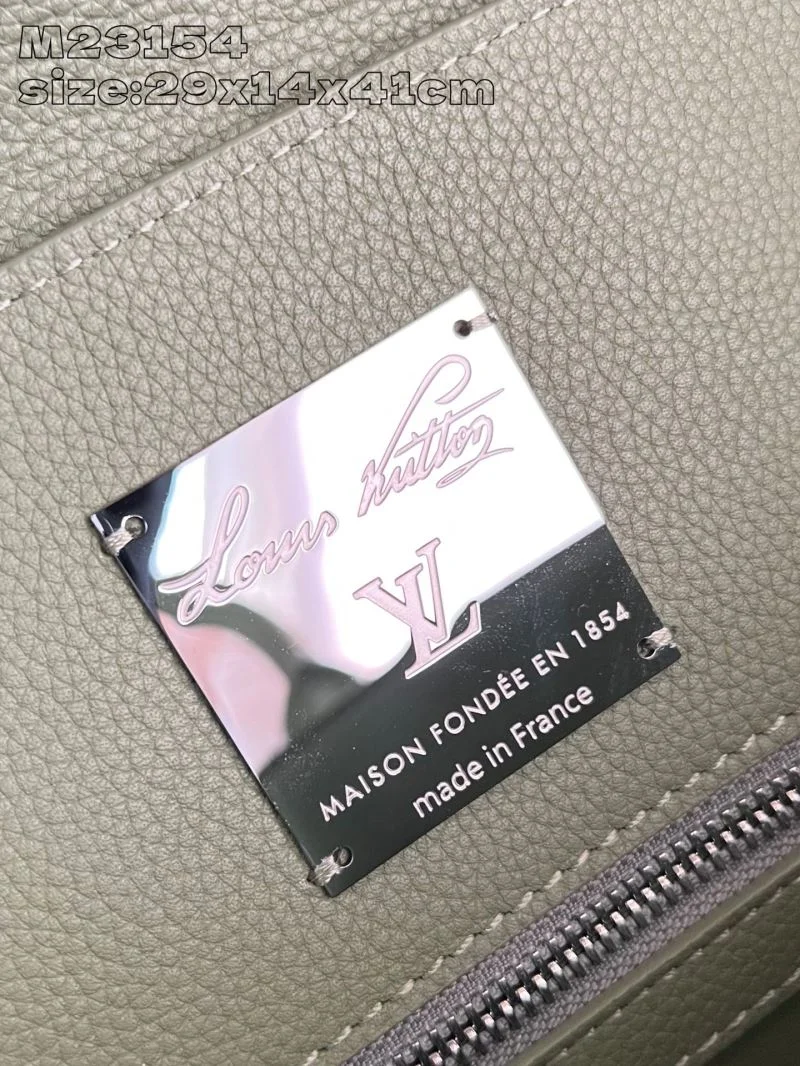 M23154
size:29x14x41cm
Louis Vuitton
LV
MAISON FONDÉE EN 1854
made in France